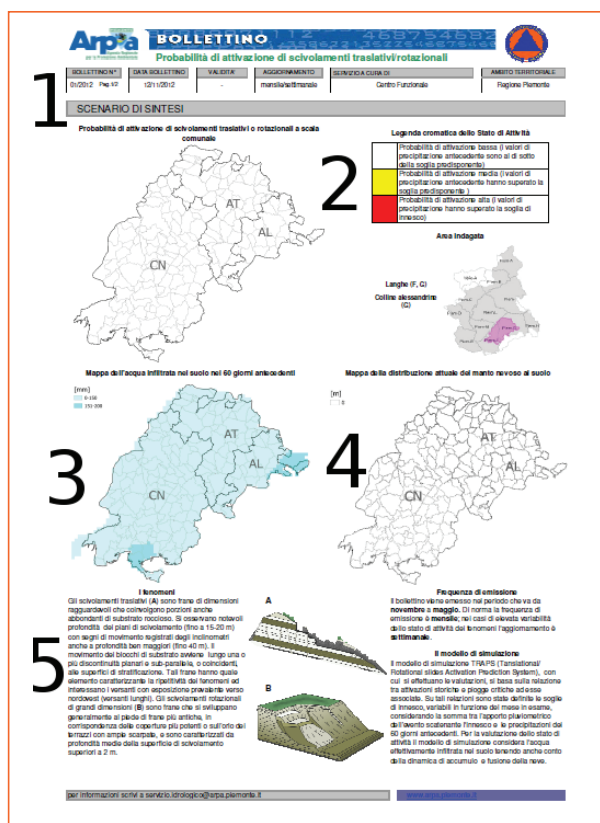 Arpa
BOLLETTINO
Probabilità di attivazione di scivolamenti traslativi/rotazionali
BOLLETTINO N°
DATA BOLLETTINO
VALIDITA'
AGGIORNAMENTO
SERVIZIO A CURA DI
AMBITO TERRITORIALE
01/2012 Pag 1/2
12/11/2012
-
mensile/settimanale
Centro Funzionale
Regione Piemonte
1
SCENARIO DI SINTESI
Probabilità di attivazione di scivolamenti traslativi o rotazionali a scala
comunale
AT
AL
CN
2
Legenda cromatica dello Stato di Attività
Probabilità di attivazione bassa (i valori di
precipitazione antecedente sono al di sotto
della soglia predisponente)
Probabilità di attivazione media (i valori di
precipitazione antecedente hanno superato la
soglia predisponente )
Probabilità di attivazione alta (i valori di
precipitazione hanno superato la soglia di
innesco)
Area indagata
Langhe (F, G)
Colline alessandrine
(G)
Mappa dell'acqua infiltrata nel suolo nei 60 giorni antecedenti
[mm]
0-150
151-200
AT
AL
CN
3
Mappa della distribuzione attuale del manto nevoso al suolo
[m]
0
AT
AL
CN
4
5
I fenomeni
Gli scivolamenti traslativi (A) sono frane di dimensioni
ragguardevoli che coinvolgono porzioni anche
abbondanti di substrato roccioso. Si osservano notevoli
profondità dei piani di scivolamento (fino a 15-20 m)
con segni di movimento registrati degli inclinometri
anche a profondità ben maggiori (fino 40 m). Il
movimento dei blocchi di substrato avviene lungo una o
più discontinuità planari e sub-parallele, o coincidenti,
alle superfici di stratificazione. Tali frane hanno quale
elemento caratterizzante la ripetitività dei fenomeni ed
interessano i versanti con esposizione prevalente verso
nordovest (versanti lunghi). Gli scivolamenti rotazionali
di grandi dimensioni (B) sono frane che si sviluppano
generalmente al piede di frane più antiche, in
corrispondenza delle coperture più potenti o sull'orlo dei
terrazzi con ampie scarpate, e sono caratterizzati da
profondità medie della superficie di scivolamento
superiori a 2 m.
A
B
Frequenza di emissione
Il bollettino viene emesso nel periodo che va da
novembre a maggio. Di norma la frequenza di
emissione è mensile; nei casi di elevata variabilità
dello stato di attività dei fenomeni l'aggiornamento è
settimanale.
Il modello di simulazione
Il modello di simulazione TRAPS (Translational/
Rotational slides Activation Prediction System), con
cui si effettuano le valutazioni, si basa sulla relazione
tra attivazioni storiche e piogge critiche ad esse
associate. Su tali relazioni sono state definite le soglie
di innesco, variabili in funzione del mese in esame,
considerando la somma tra l'apporto pluviometrico
dell'evento scatenante l'innesco e le precipitazioni dei
60 giorni antecedenti. Per la valutazione dello stato di
attività il modello di simulazione considera l'acqua
effettivamente infiltrata nel suolo tenendo anche conto
della dinamica di accumulo e fusione della neve.
per informazioni scrivi a servizio.idrologico@arpa.piemonte.it
www.arpa.piemonte.it